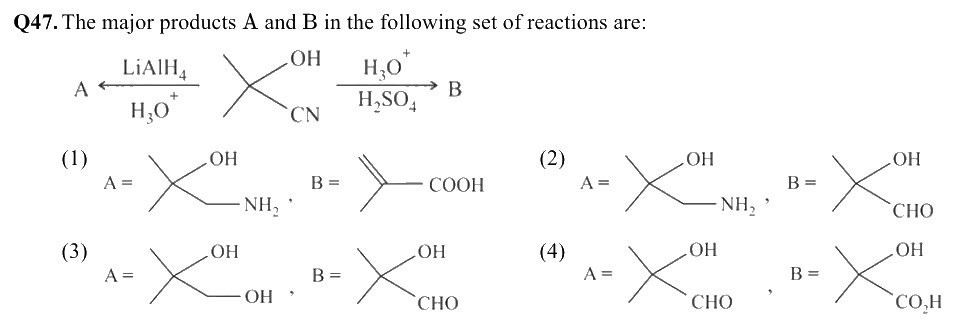 Q47. The major products A and B in the following set of reactions are:
A LiAlH₄ H₃O⁺ OH CN H₃O⁺ H₂SO₄ B
(1) A = OH NH₂ , B = COOH
(2) A = OH NH₂ , B = OH CHO
(3) A = OH OH , B = OH CHO
(4) A = OH CHO , B = OH CO₂H